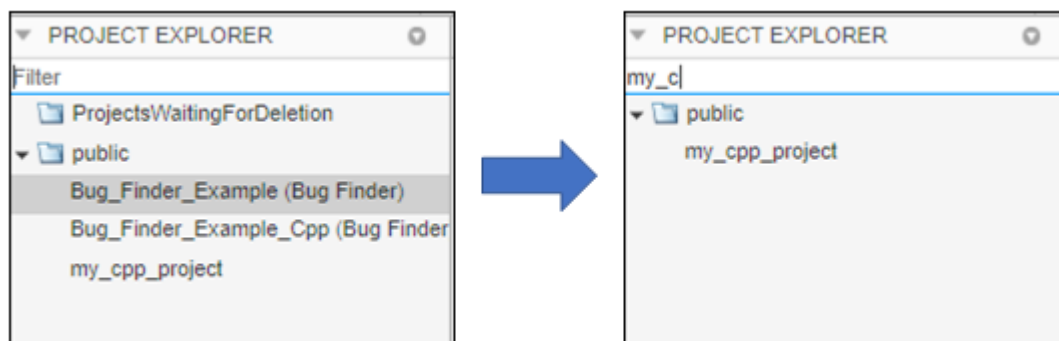 PROJECT EXPLORER
Filter
ProjectsWaitingForDeletion
public
Bug_Finder_Example (Bug Finder)
Bug_Finder_Example_Cpp (Bug Finder
my_cpp_project
PROJECT EXPLORER
my_c
public
my_cpp_project